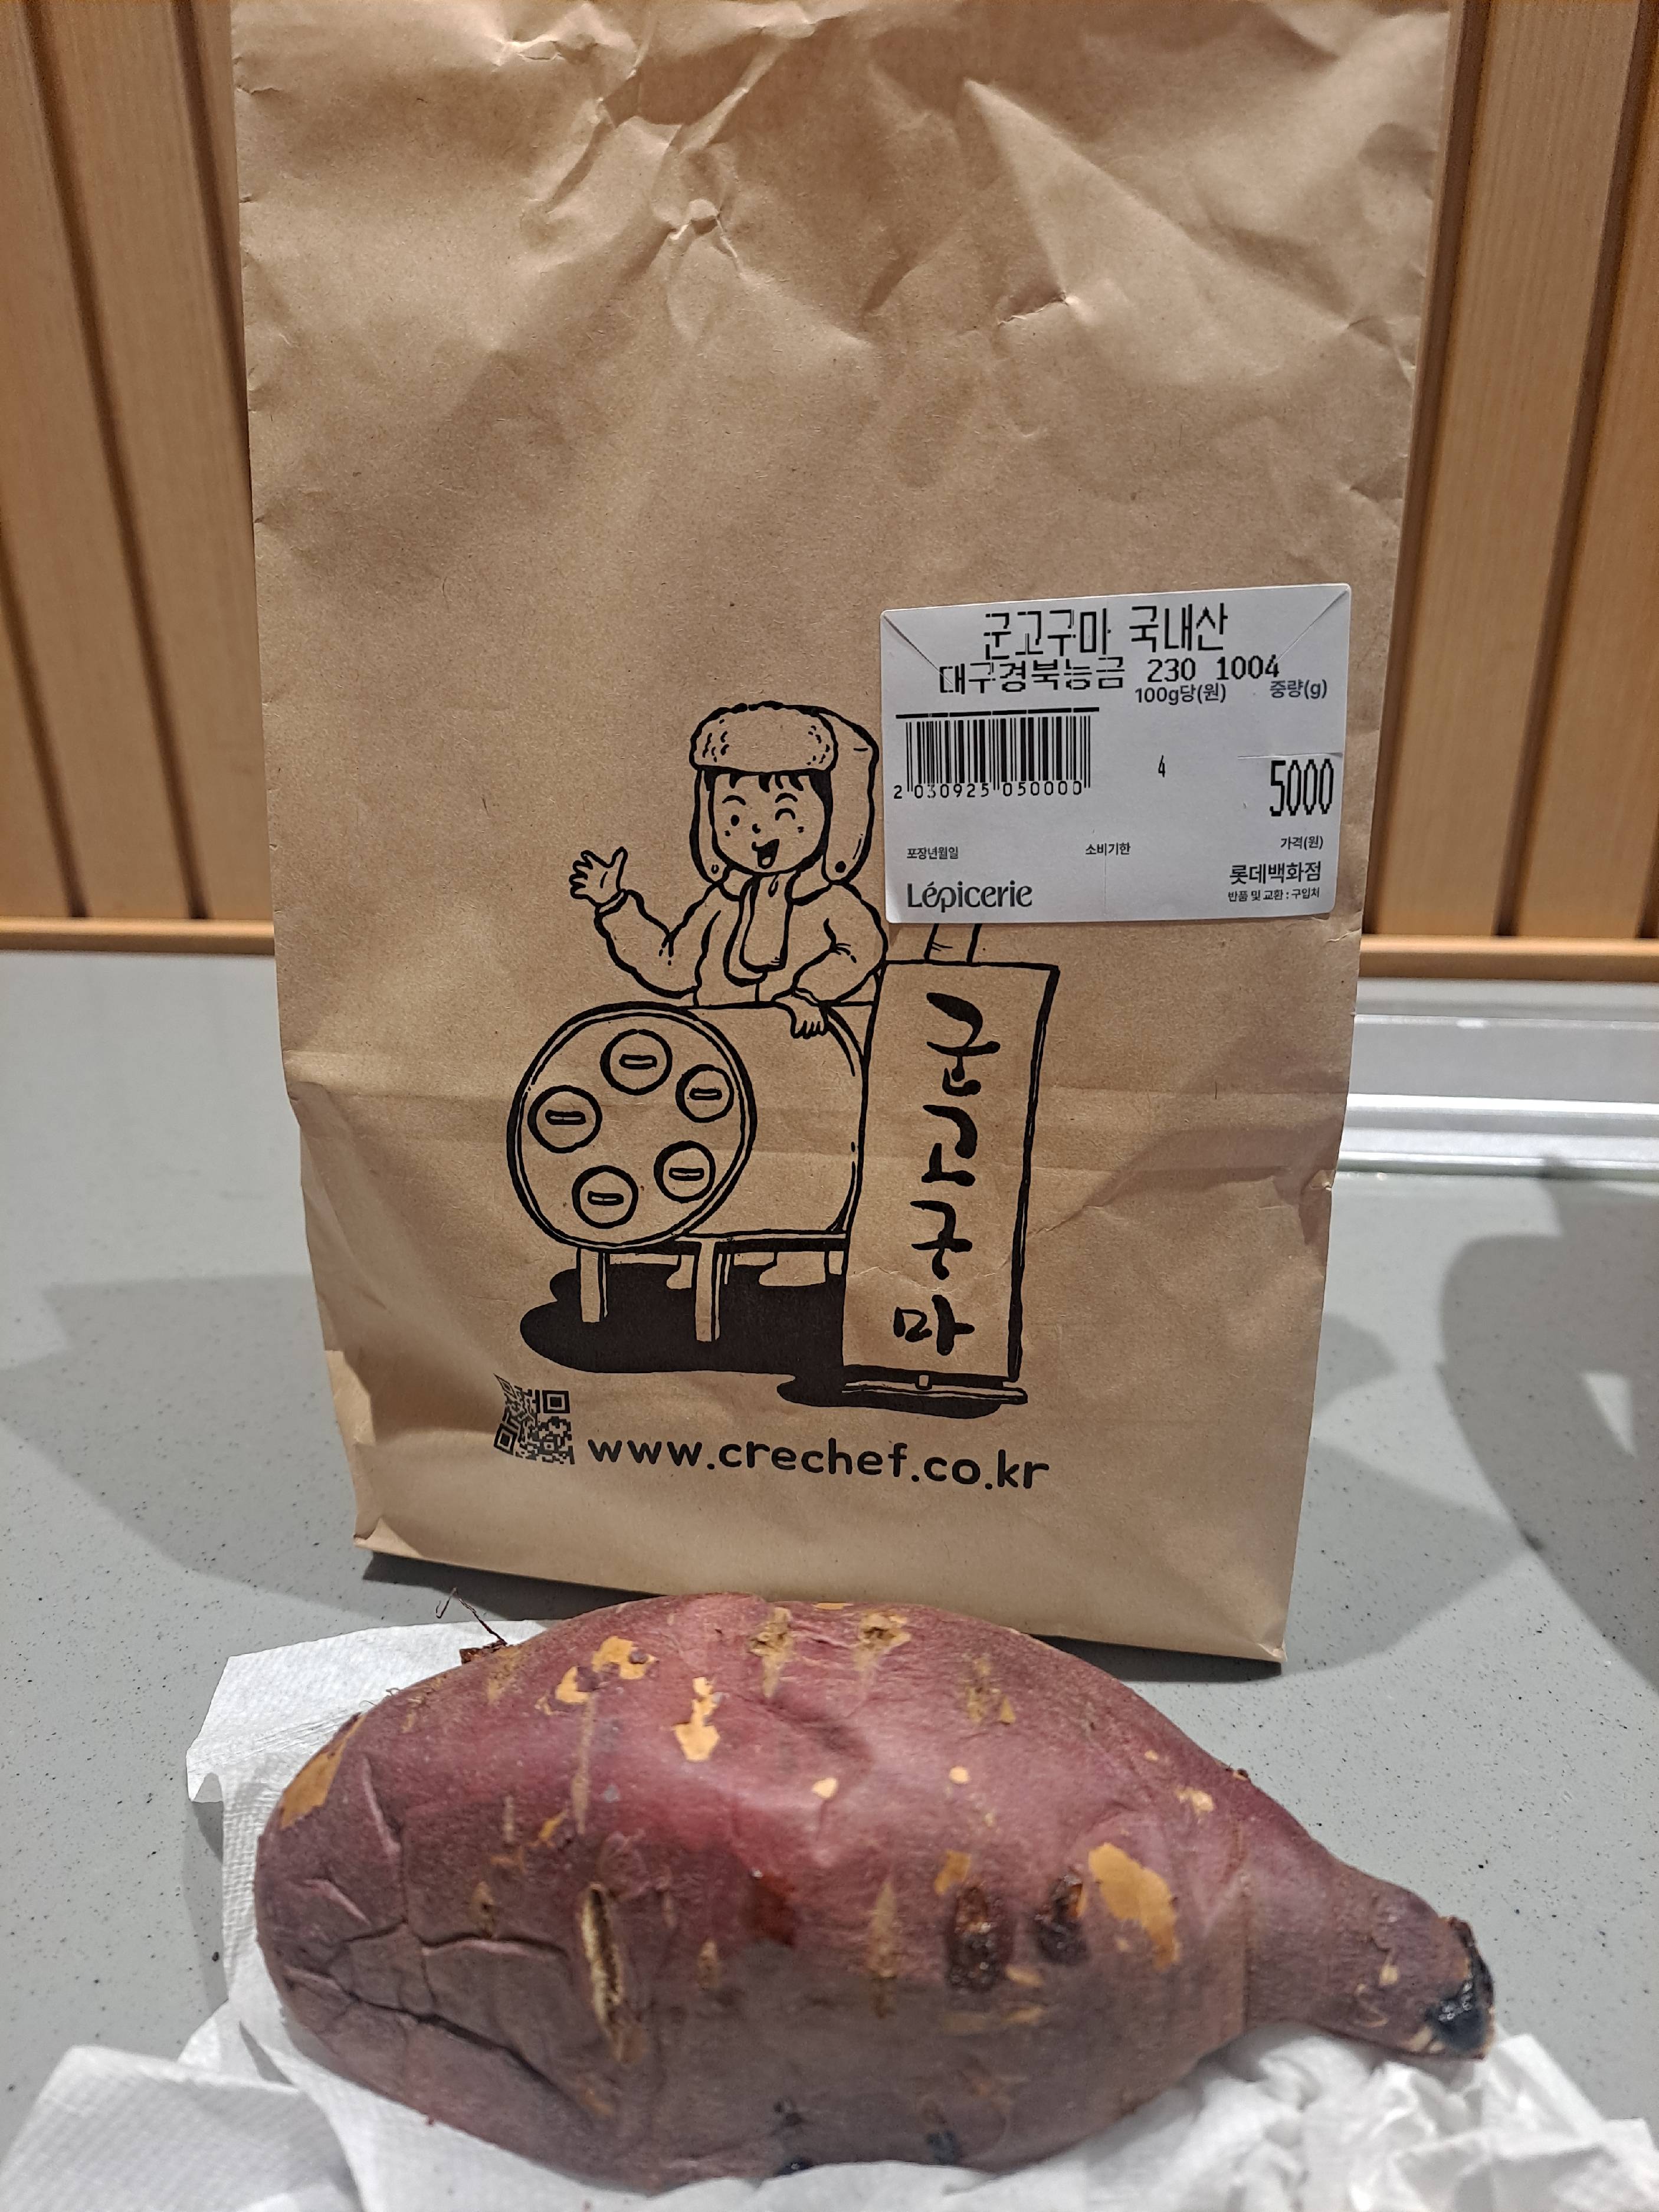 군고구마 국내산
대구경북능금 230 1004
100g당(원) 중량(g)
2 030925 050000
4
5000
포장년월일 소비기한 가격(원)
Lépicerie
롯데백화점
반품 및 교환 : 구입처
군고구마
www.crechef.co.kr